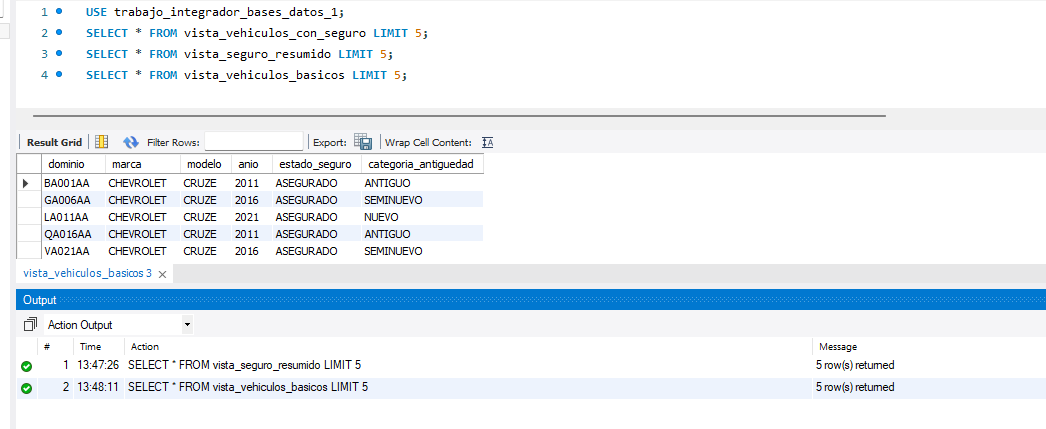 1 USE trabajo_integrador_bases_datos_1;
2 SELECT * FROM vista_vehiculos_con_seguro LIMIT 5;
3 SELECT * FROM vista_seguro_resumido LIMIT 5;
4 SELECT * FROM vista_vehiculos_basicos LIMIT 5;
Result Grid Filter Rows: Export: Wrap Cell Content:
dominio marca modelo anio estado_seguro categoria_antiguedad
BA001AA CHEVROLET CRUZE 2011 ASEGURADO ANTIGUO
GA006AA CHEVROLET CRUZE 2016 ASEGURADO SEMINUEVO
LA011AA CHEVROLET CRUZE 2021 ASEGURADO NUEVO
QA016AA CHEVROLET CRUZE 2011 ASEGURADO ANTIGUO
VA021AA CHEVROLET CRUZE 2016 ASEGURADO SEMINUEVO
vista_vehiculos_basicos 3
Output
Action Output
# Time Action Message
1 13:47:26 SELECT * FROM vista_seguro_resumido LIMIT 5 5 row(s) returned
2 13:48:11 SELECT * FROM vista_vehiculos_basicos LIMIT 5 5 row(s) returned